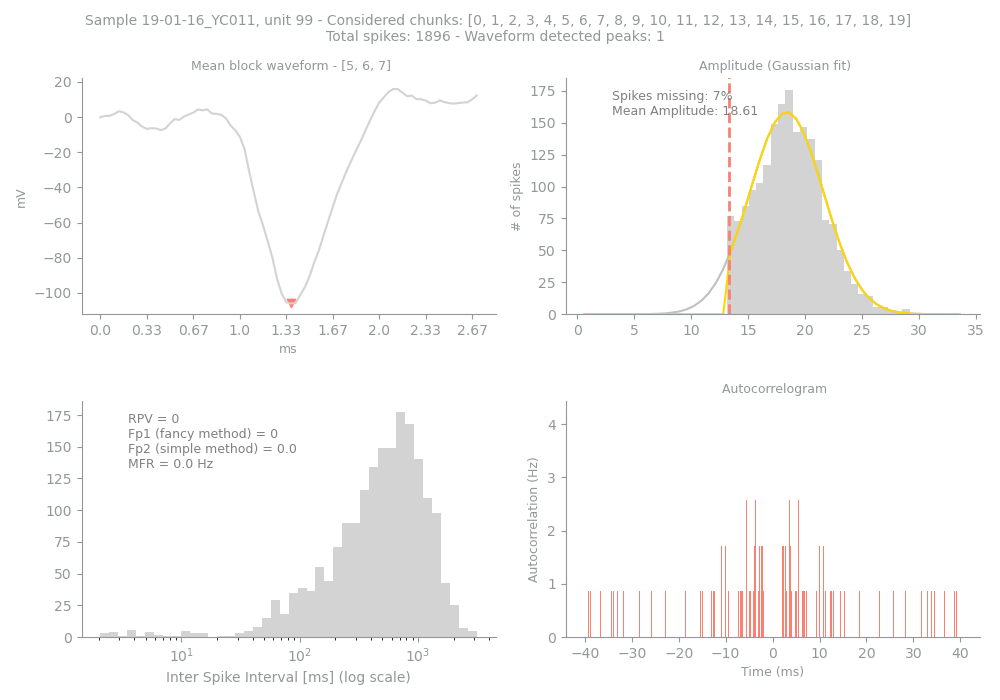 Sample 19-01-16_YC011, unit 99 - Considered chunks: [0, 1, 2, 3, 4, 5, 6, 7, 8, 9, 10, 11, 12, 13, 14, 15, 16, 17, 18, 19]
Total spikes: 1896 - Waveform detected peaks: 1
Mean block waveform - [5, 6, 7]
20
0
−20
−40
−60
−80
−100
mV
0.0 0.33 0.67 1.0 1.33 1.67 2.0 2.33 2.67
ms
Amplitude (Gaussian fit)
Spikes missing: 7%
Mean Amplitude: 18.61
175
150
125
100
75
50
25
0
# of spikes
0 5 10 15 20 25 30 35
RPV = 0
Fp1 (fancy method) = 0
Fp2 (simple method) = 0.0
MFR = 0.0 Hz
175
150
125
100
75
50
25
0
10¹ 10² 10³
Inter Spike Interval [ms] (log scale)
Autocorrelogram
4
3
2
1
0
Autocorrelation (Hz)
−40 −30 −20 −10 0 10 20 30 40
Time (ms)